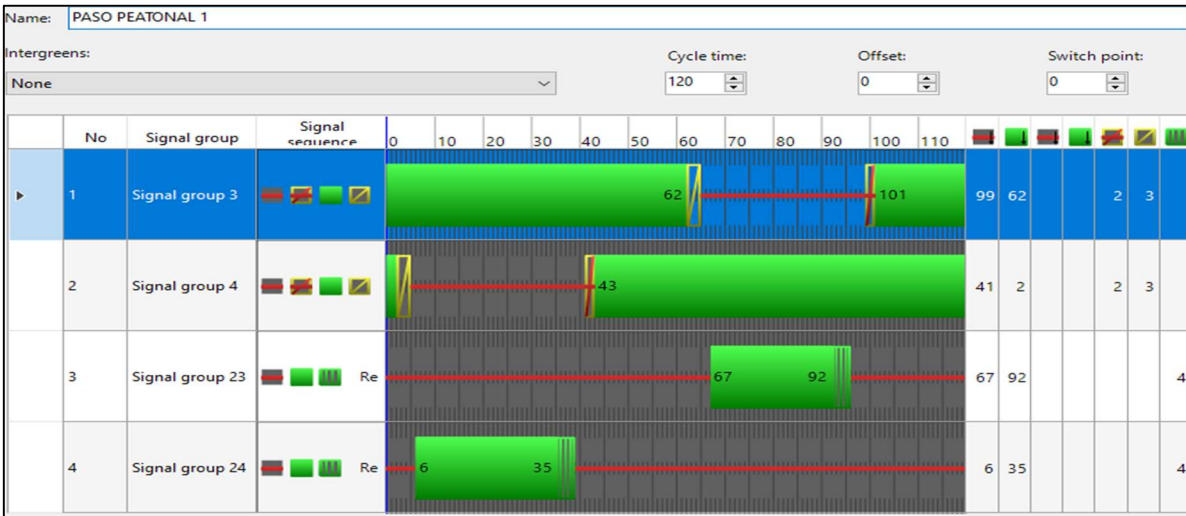 Name: PASO PEATONAL 1
Intergreens: Cycle time: Offset: Switch point:
None 120 0 0
No Signal group Signal sequence 0 10 20 30 40 50 60 70 80 90 100 110
1 Signal group 3 62 101 99 62 2 3
2 Signal group 4 43 41 2 2 3
3 Signal group 23 Re 67 92 67 92 4
4 Signal group 24 Re 6 35 6 35 4